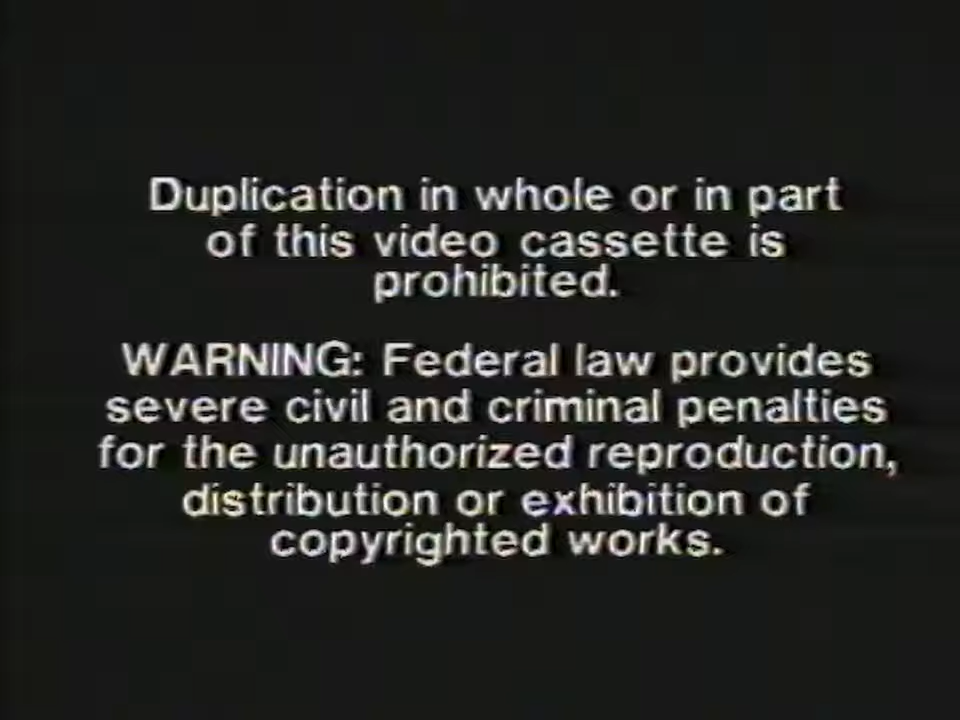 Duplication in whole or in part
of this video cassette is
prohibited.
WARNING: Federal law provides
severe civil and criminal penalties
for the unauthorized reproduction,
distribution or exhibition of
copyrighted works.